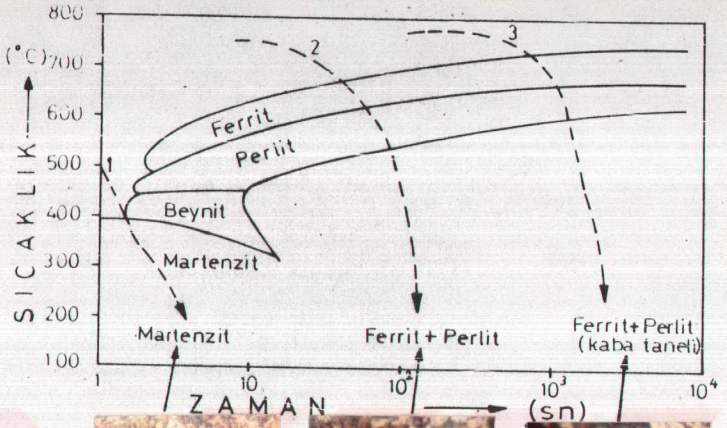 800
(°C) 700
600
500
400
300
200
100
SICAKLIK
1
2
3
Ferrit
Perlit
Beynit
Martenzit
Martenzit
Ferrit + Perlit
Ferrit+Perlit
(kaba taneli)
1 10 10² 10³ 10⁴
ZAMAN (sn)